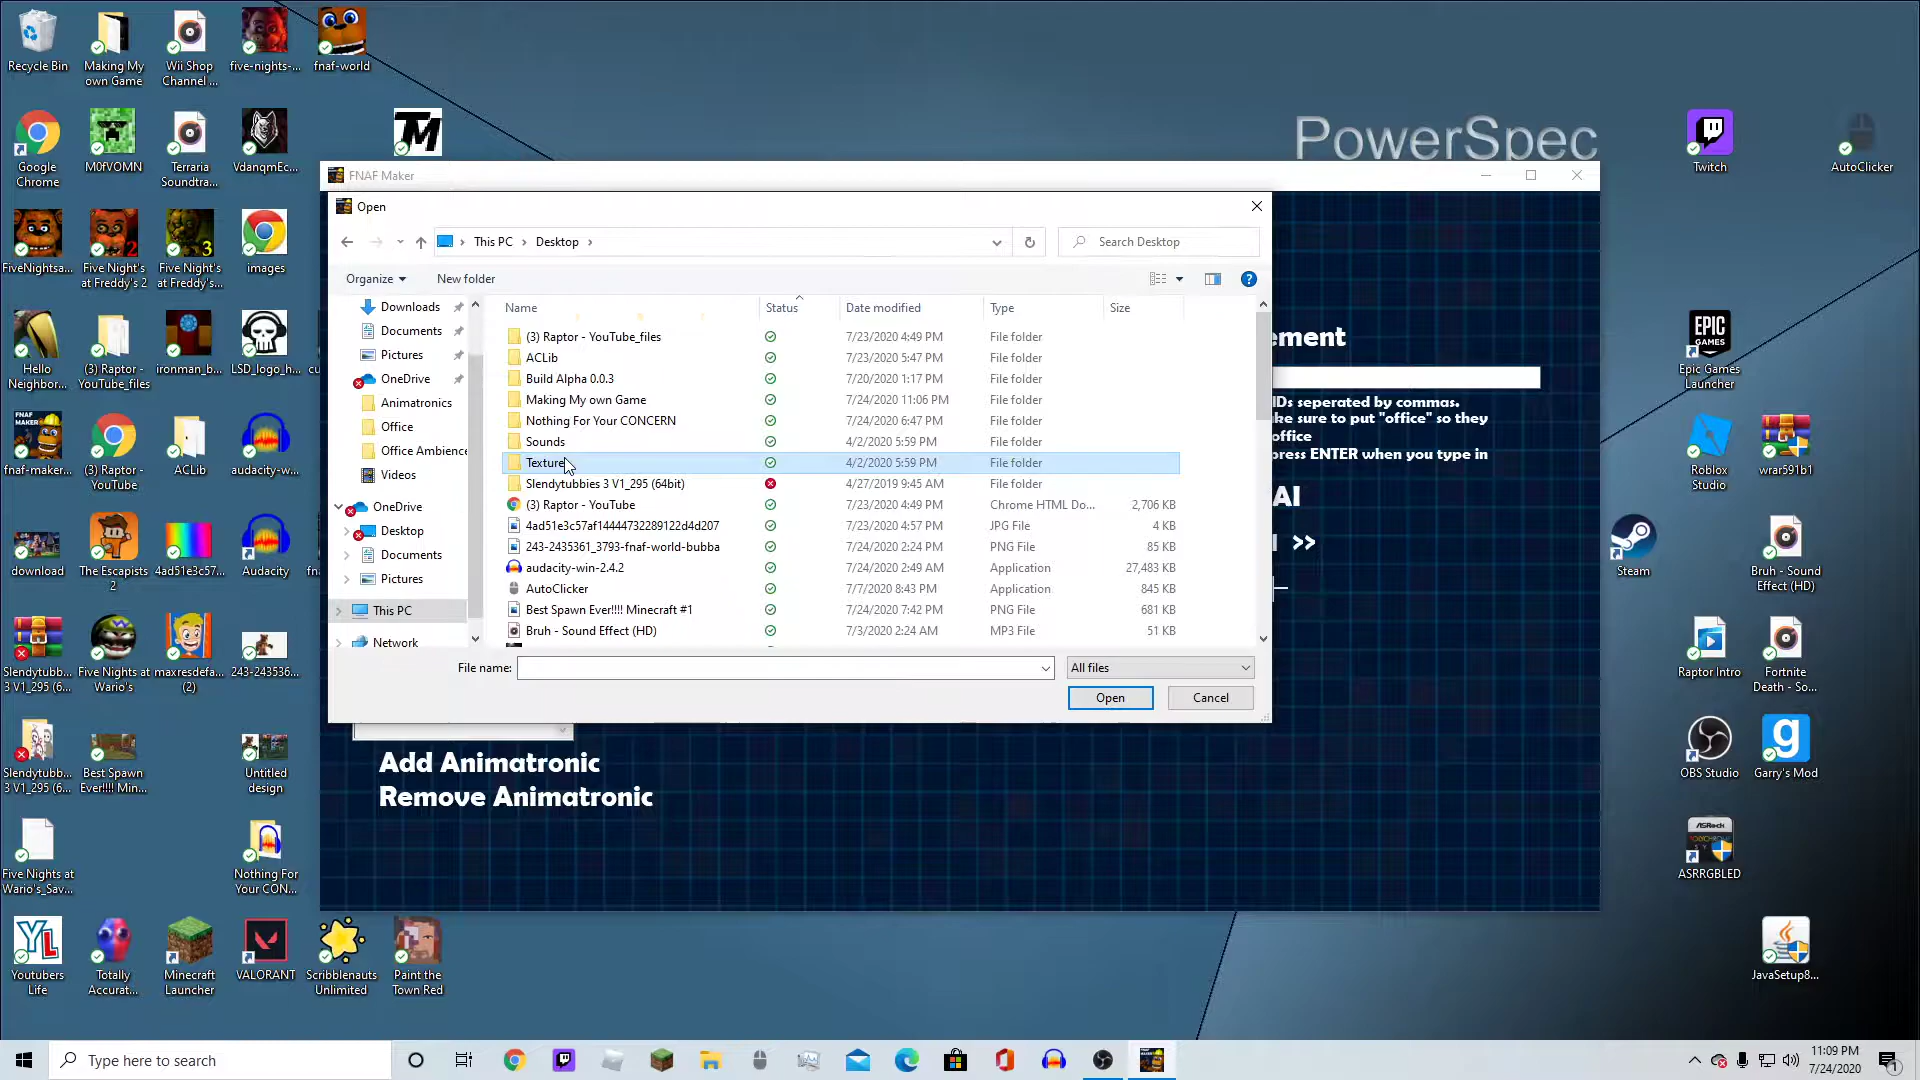 Recycle Bin
Making My
own Game
Wii Shop
Channel ...
five-nights-...
fnaf-world
Google
Chrome
M0fVOMN
Terraria
Soundtra...
VdanqmEc...
TM
PowerSpec
Twitch
AutoClicker
FiveNightsa...
Five Night's
at Freddy's 2
Five Night's
at Freddy's...
images
Hello
Neighbor...
(3) Raptor -
YouTube_files
ironman_b...
LSD_logo_h...
fnaf-maker...
(3) Raptor -
YouTube
ACLib
audacity-w...
download
The Escapists
2
4ad51e3c57...
Audacity
Slendytubb...
3 V1_295 (6...
Five Nights at
Wario's
maxresdefa...
(2)
243-243536...
Slendytubb...
3 V1_295 (6...
Best Spawn
Ever!!!! Min...
Untitled
design
Five Nights at
Wario's_Sav...
Nothing For
Your CON...
Youtubers
Life
Totally
Accurat...
Minecraft
Launcher
VALORANT
Scribblenauts
Unlimited
Paint the
Town Red
FNAF Maker
Open
This PC > Desktop >
Search Desktop
Organize
New folder
Downloads
Documents
Pictures
OneDrive
Animatronics
Office
Office Ambience
Videos
OneDrive
Desktop
Documents
Pictures
This PC
Network
Name Status Date modified Type Size
(3) Raptor - YouTube_files 7/23/2020 4:49 PM File folder
ACLib 7/23/2020 5:47 PM File folder
Build Alpha 0.0.3 7/20/2020 1:17 PM File folder
Making My own Game 7/24/2020 11:06 PM File folder
Nothing For Your CONCERN 7/24/2020 6:47 PM File folder
Sounds 4/2/2020 5:59 PM File folder
Texture 4/2/2020 5:59 PM File folder
Slendytubbies 3 V1_295 (64bit) 4/27/2019 9:45 AM File folder
(3) Raptor - YouTube 7/23/2020 4:49 PM Chrome HTML Do... 2,706 KB
4ad51e3c57af14444732289122d4d207 7/23/2020 4:57 PM JPG File 4 KB
243-2435361_3793-fnaf-world-bubba 7/24/2020 2:24 PM PNG File 85 KB
audacity-win-2.4.2 7/24/2020 2:49 AM Application 27,483 KB
AutoClicker 7/7/2020 8:43 PM Application 845 KB
Best Spawn Ever!!!! Minecraft #1 7/24/2020 7:42 PM PNG File 681 KB
Bruh - Sound Effect (HD) 7/3/2020 2:24 AM MP3 File 51 KB
File name:
All files
Open
Cancel
ement
IDs seperated by commas.
ke sure to put "office" so they
office
press ENTER when you type in
AI
>>
Add Animatronic
Remove Animatronic
Epic Games
Launcher
Roblox
Studio
wrar591b1
Steam
Bruh - Sound
Effect (HD)
Raptor Intro
Fortnite
Death - So...
OBS Studio
Garry's Mod
ASRRGBLED
JavaSetup8...
Type here to search
11:09 PM
7/24/2020